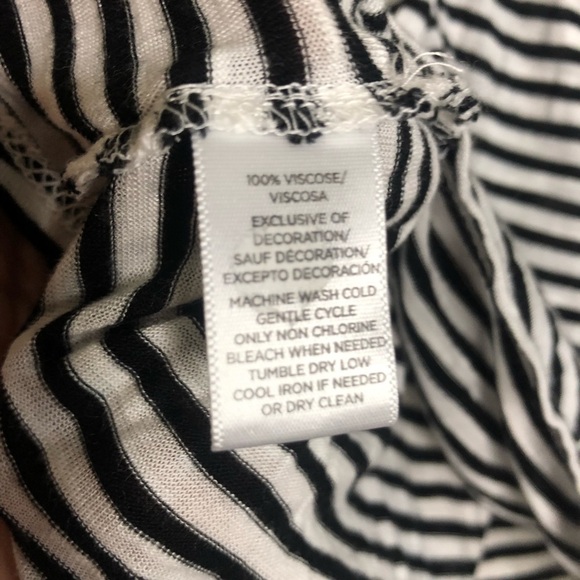 100% VISCOSE/
VISCOSA
EXCLUSIVE OF
DECORATION/
SAUF DÉCORATION/
EXCEPTO DECORACIÓN
MACHINE WASH COLD
GENTLE CYCLE
ONLY NON CHLORINE
BLEACH WHEN NEEDED
TUMBLE DRY LOW
COOL IRON IF NEEDED
OR DRY CLEAN